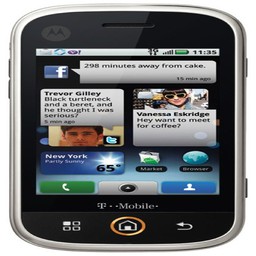 11:35
298 minutes away from cake.
15 min ago
Trevor Gilley
Black turtleneck
and a beret, and
he thought I was
serious?
5 min ago
Vanessa Eskridge
Hey want to meet
for coffee?
New York
Partly Sunny
65°
Market
Browser
T··Mobile·